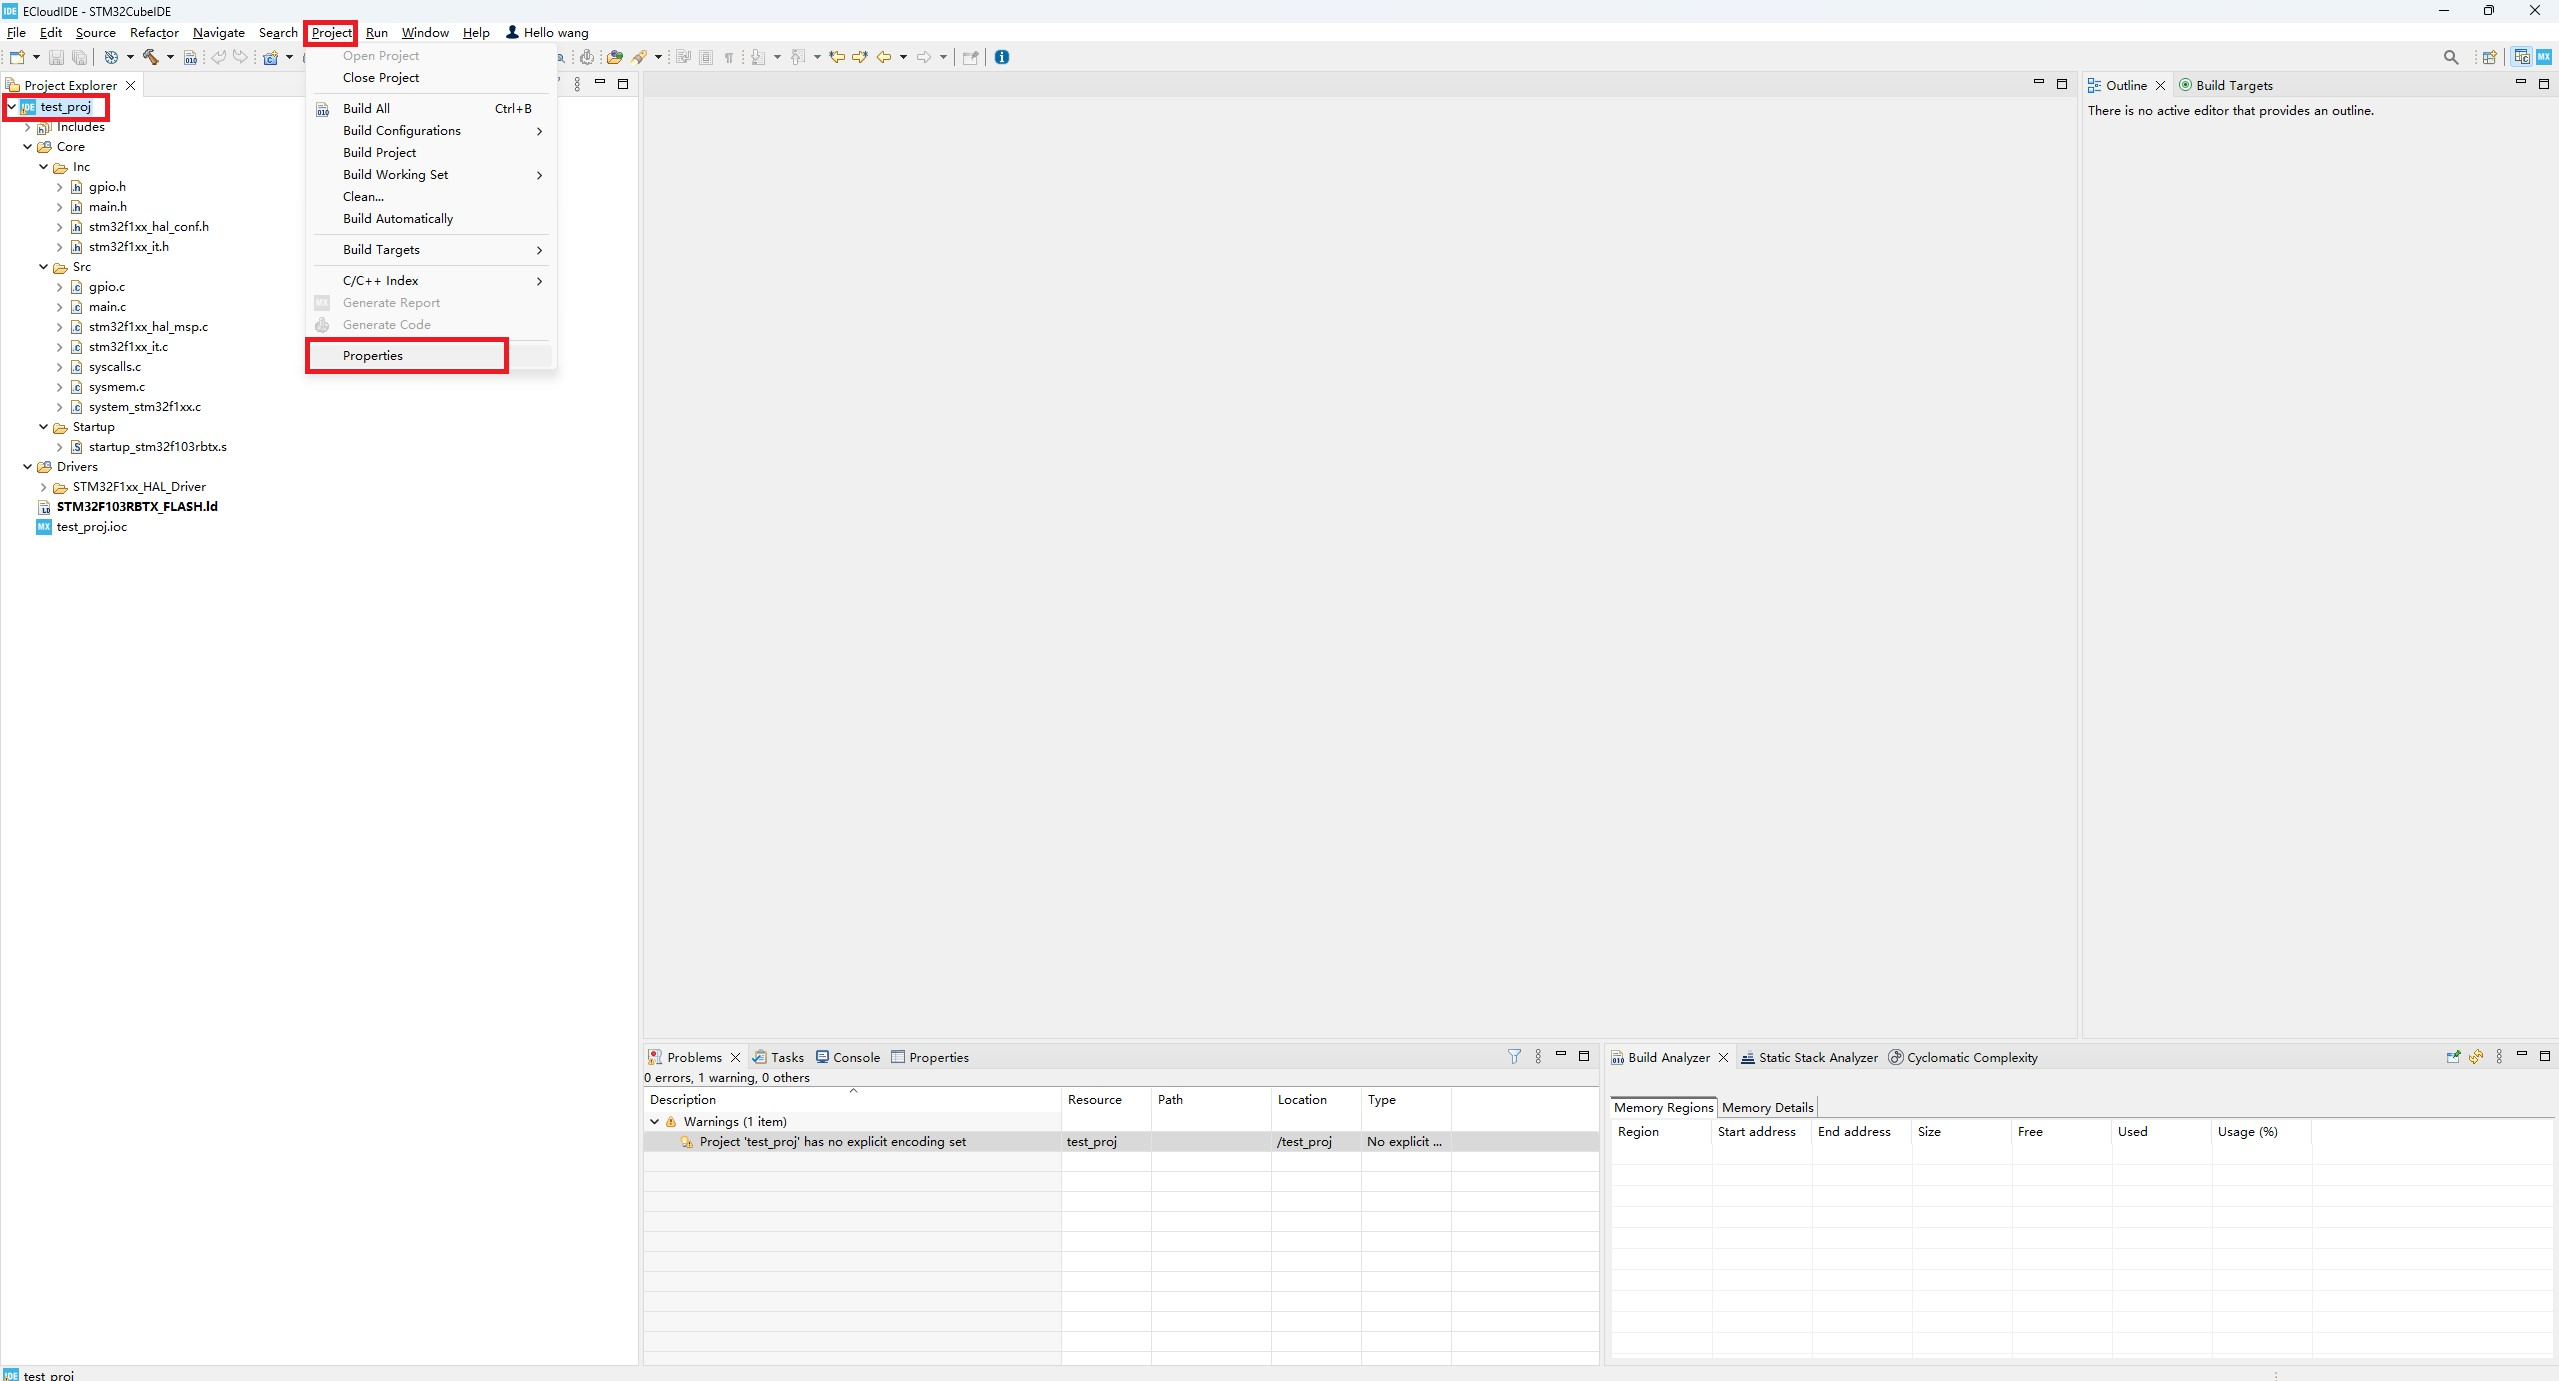 IDE ECloudIDE - STM32CubeIDE
File Edit Source Refactor Navigate Search Project Run Window Help Hello wang
Project Explorer
test_proj
Includes
Core
Inc
gpio.h
main.h
stm32f1xx_hal_conf.h
stm32f1xx_it.h
Src
gpio.c
main.c
stm32f1xx_hal_msp.c
stm32f1xx_it.c
syscalls.c
sysmem.c
system_stm32f1xx.c
Startup
startup_stm32f103rbtx.s
Drivers
STM32F1xx_HAL_Driver
STM32F103RBTX_FLASH.ld
MX test_proj.ioc
Open Project
Close Project
Build All Ctrl+B
Build Configurations
Build Project
Build Working Set
Clean...
Build Automatically
Build Targets
C/C++ Index
MX Generate Report
Generate Code
Properties
MX
Outline Build Targets
There is no active editor that provides an outline.
Problems Tasks Console Properties
0 errors, 1 warning, 0 others
Description Resource Path Location Type
Warnings (1 item)
Project 'test_proj' has no explicit encoding set test_proj /test_proj No explicit ...
Build Analyzer Static Stack Analyzer Cyclomatic Complexity
Memory Regions Memory Details
Region Start address End address Size Free Used Usage (%)
IDE test_proj